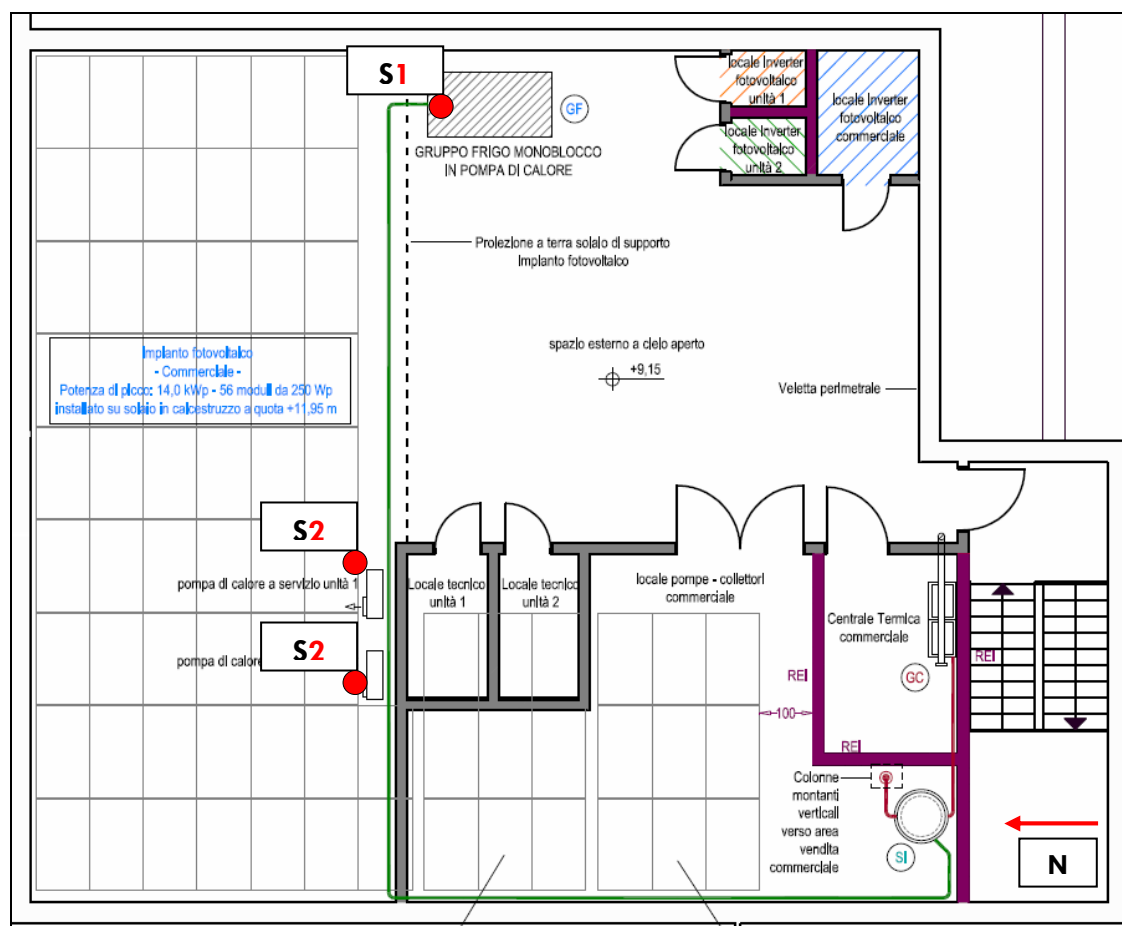 S1
GF
GRUPPO FRIGO MONOBLOCCO
IN POMPA DI CALORE
locale Inverter
fotovoltaico
unità 1
locale Inverter
fotovoltaico
unità 2
locale Inverter
fotovoltaico
commerciale
Proiezione a terra solaio di supporto
Impianto fotovoltaico
spazio esterno a cielo aperto
+9,15
Veletta perimetrale
Impianto fotovoltaico
- Commerciale -
Potenza di picco: 14,0 kWp - 56 moduli da 250 Wp
installato su solaio in calcestruzzo a quota +11,95 m
S2
pompa di calore a servizio unità 1
S2
pompa di calore
Locale tecnico
unità 1
Locale tecnico
unità 2
locale pompe - collettori
commerciale
Centrale Termica
commerciale
REI
REI
GC
100
REI
Colonne
montanti
verticali
verso area
vendita
commerciale
SI
N